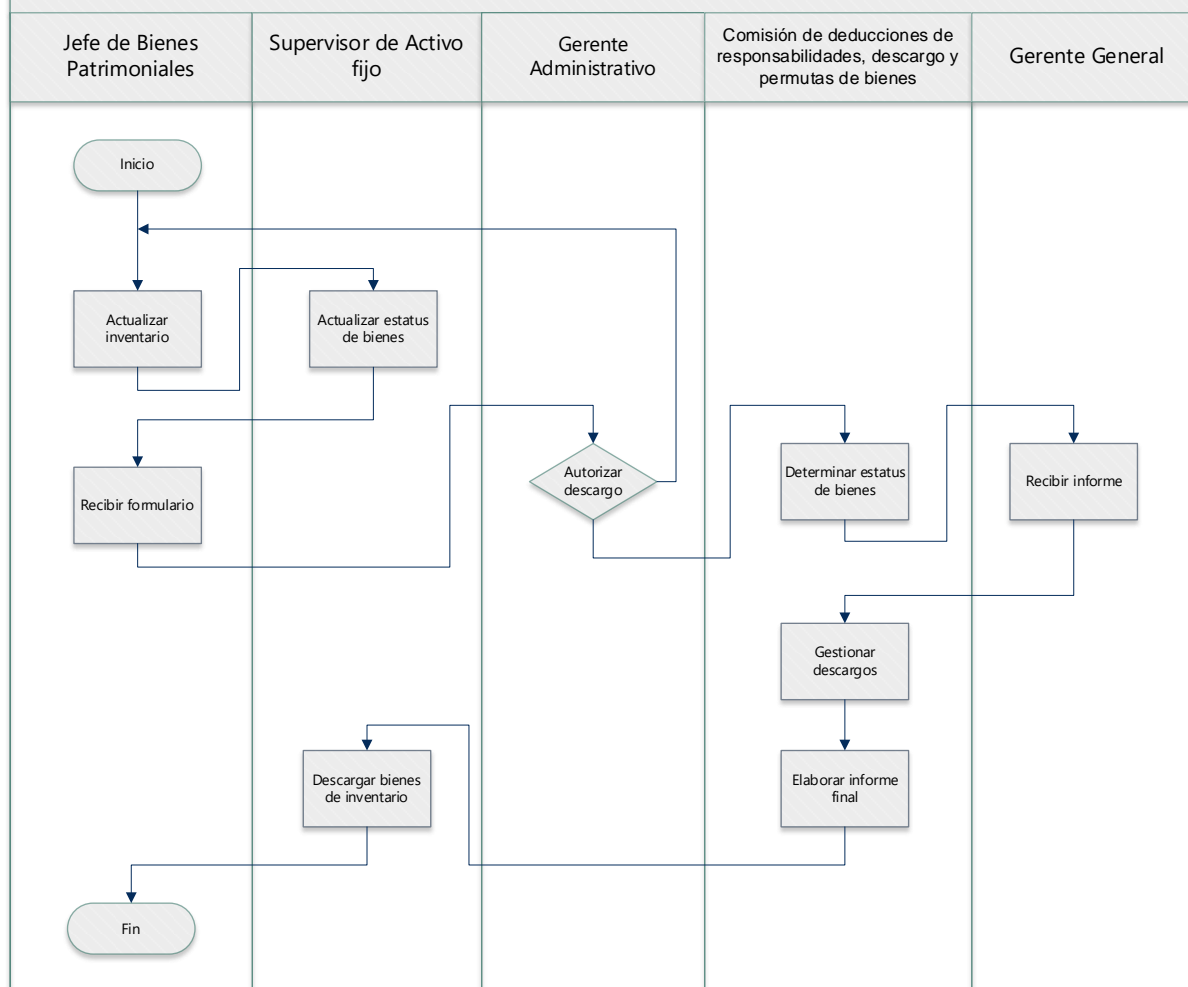 Jefe de Bienes
Patrimoniales
Supervisor de Activo
fijo
Gerente
Administrativo
Comisión de deducciones de
responsabilidades, descargo y
permutas de bienes
Gerente General
Inicio
Actualizar
inventario
Actualizar estatus
de bienes
Recibir formulario
Autorizar
descargo
Determinar estatus
de bienes
Recibir informe
Gestionar
descargos
Descargar bienes
de inventario
Elaborar informe
final
Fin